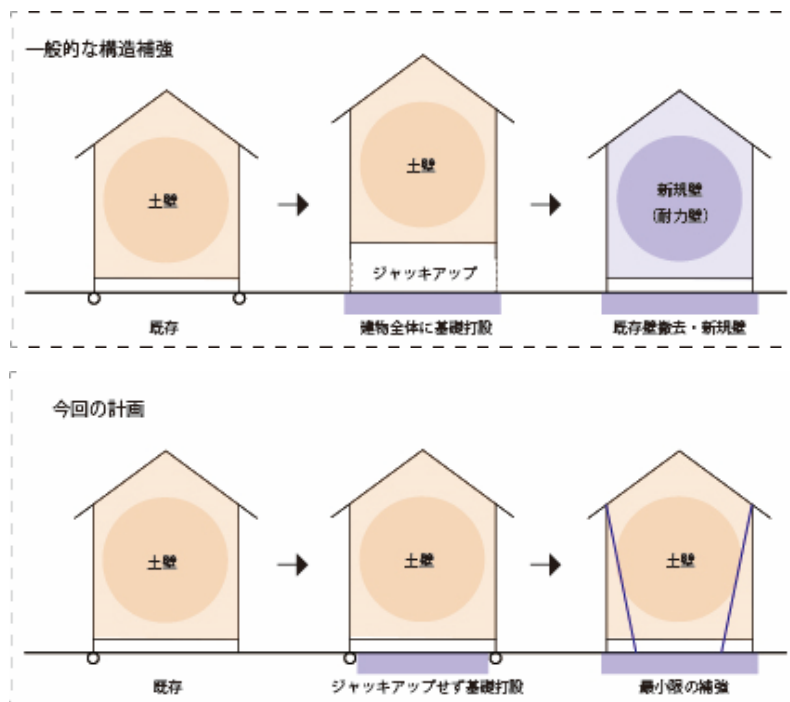 一般的な構造補強
土壁
土壁
新規壁
(耐力壁)
ジャッキアップ
既存
建物全体に基礎打設
既存壁撤去・新規壁
今回の計画
土壁
土壁
土壁
既存
ジャッキアップせず基礎打設
最小限の補強